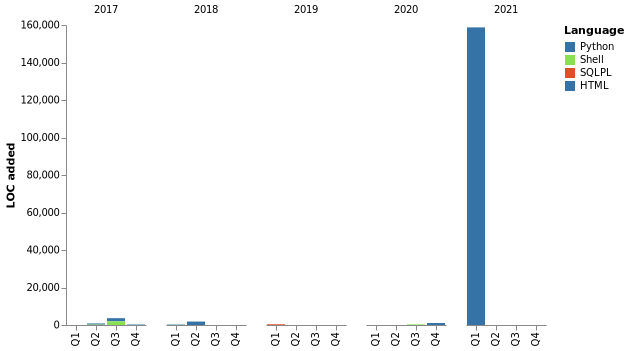 2017 2018 2019 2020 2021
Language
Python
Shell
SQLPL
HTML
LOC added
160,000
140,000
120,000
100,000
80,000
60,000
40,000
20,000
0
Q1 Q2 Q3 Q4 Q1 Q2 Q3 Q4 Q1 Q2 Q3 Q4 Q1 Q2 Q3 Q4 Q1 Q2 Q3 Q4